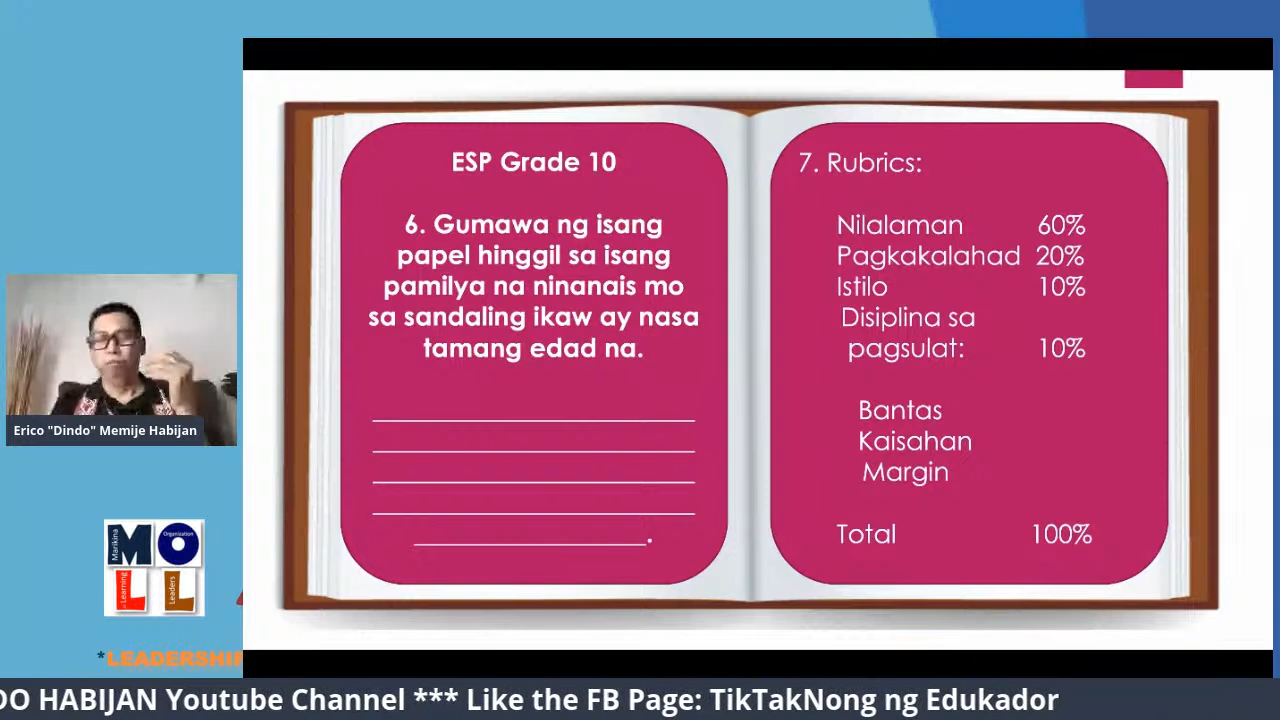 ESP Grade 10
6. Gumawa ng isang
papel hinggil sa isang
pamilya na ninanais mo
sa sandaling ikaw ay nasa
tamang edad na.
.
7. Rubrics:
Nilalaman 60%
Pagkakalahad 20%
Istilo 10%
Disiplina sa
pagsulat: 10%
Bantas
Kaisahan
Margin
Total 100%
Erico "Dindo" Memije Habijan
Marikina
M
Organization
O
of Learning
L
Leaders
L
*LEADERSHI
DO HABIJAN Youtube Channel *** Like the FB Page: TikTakNong ng Edukador